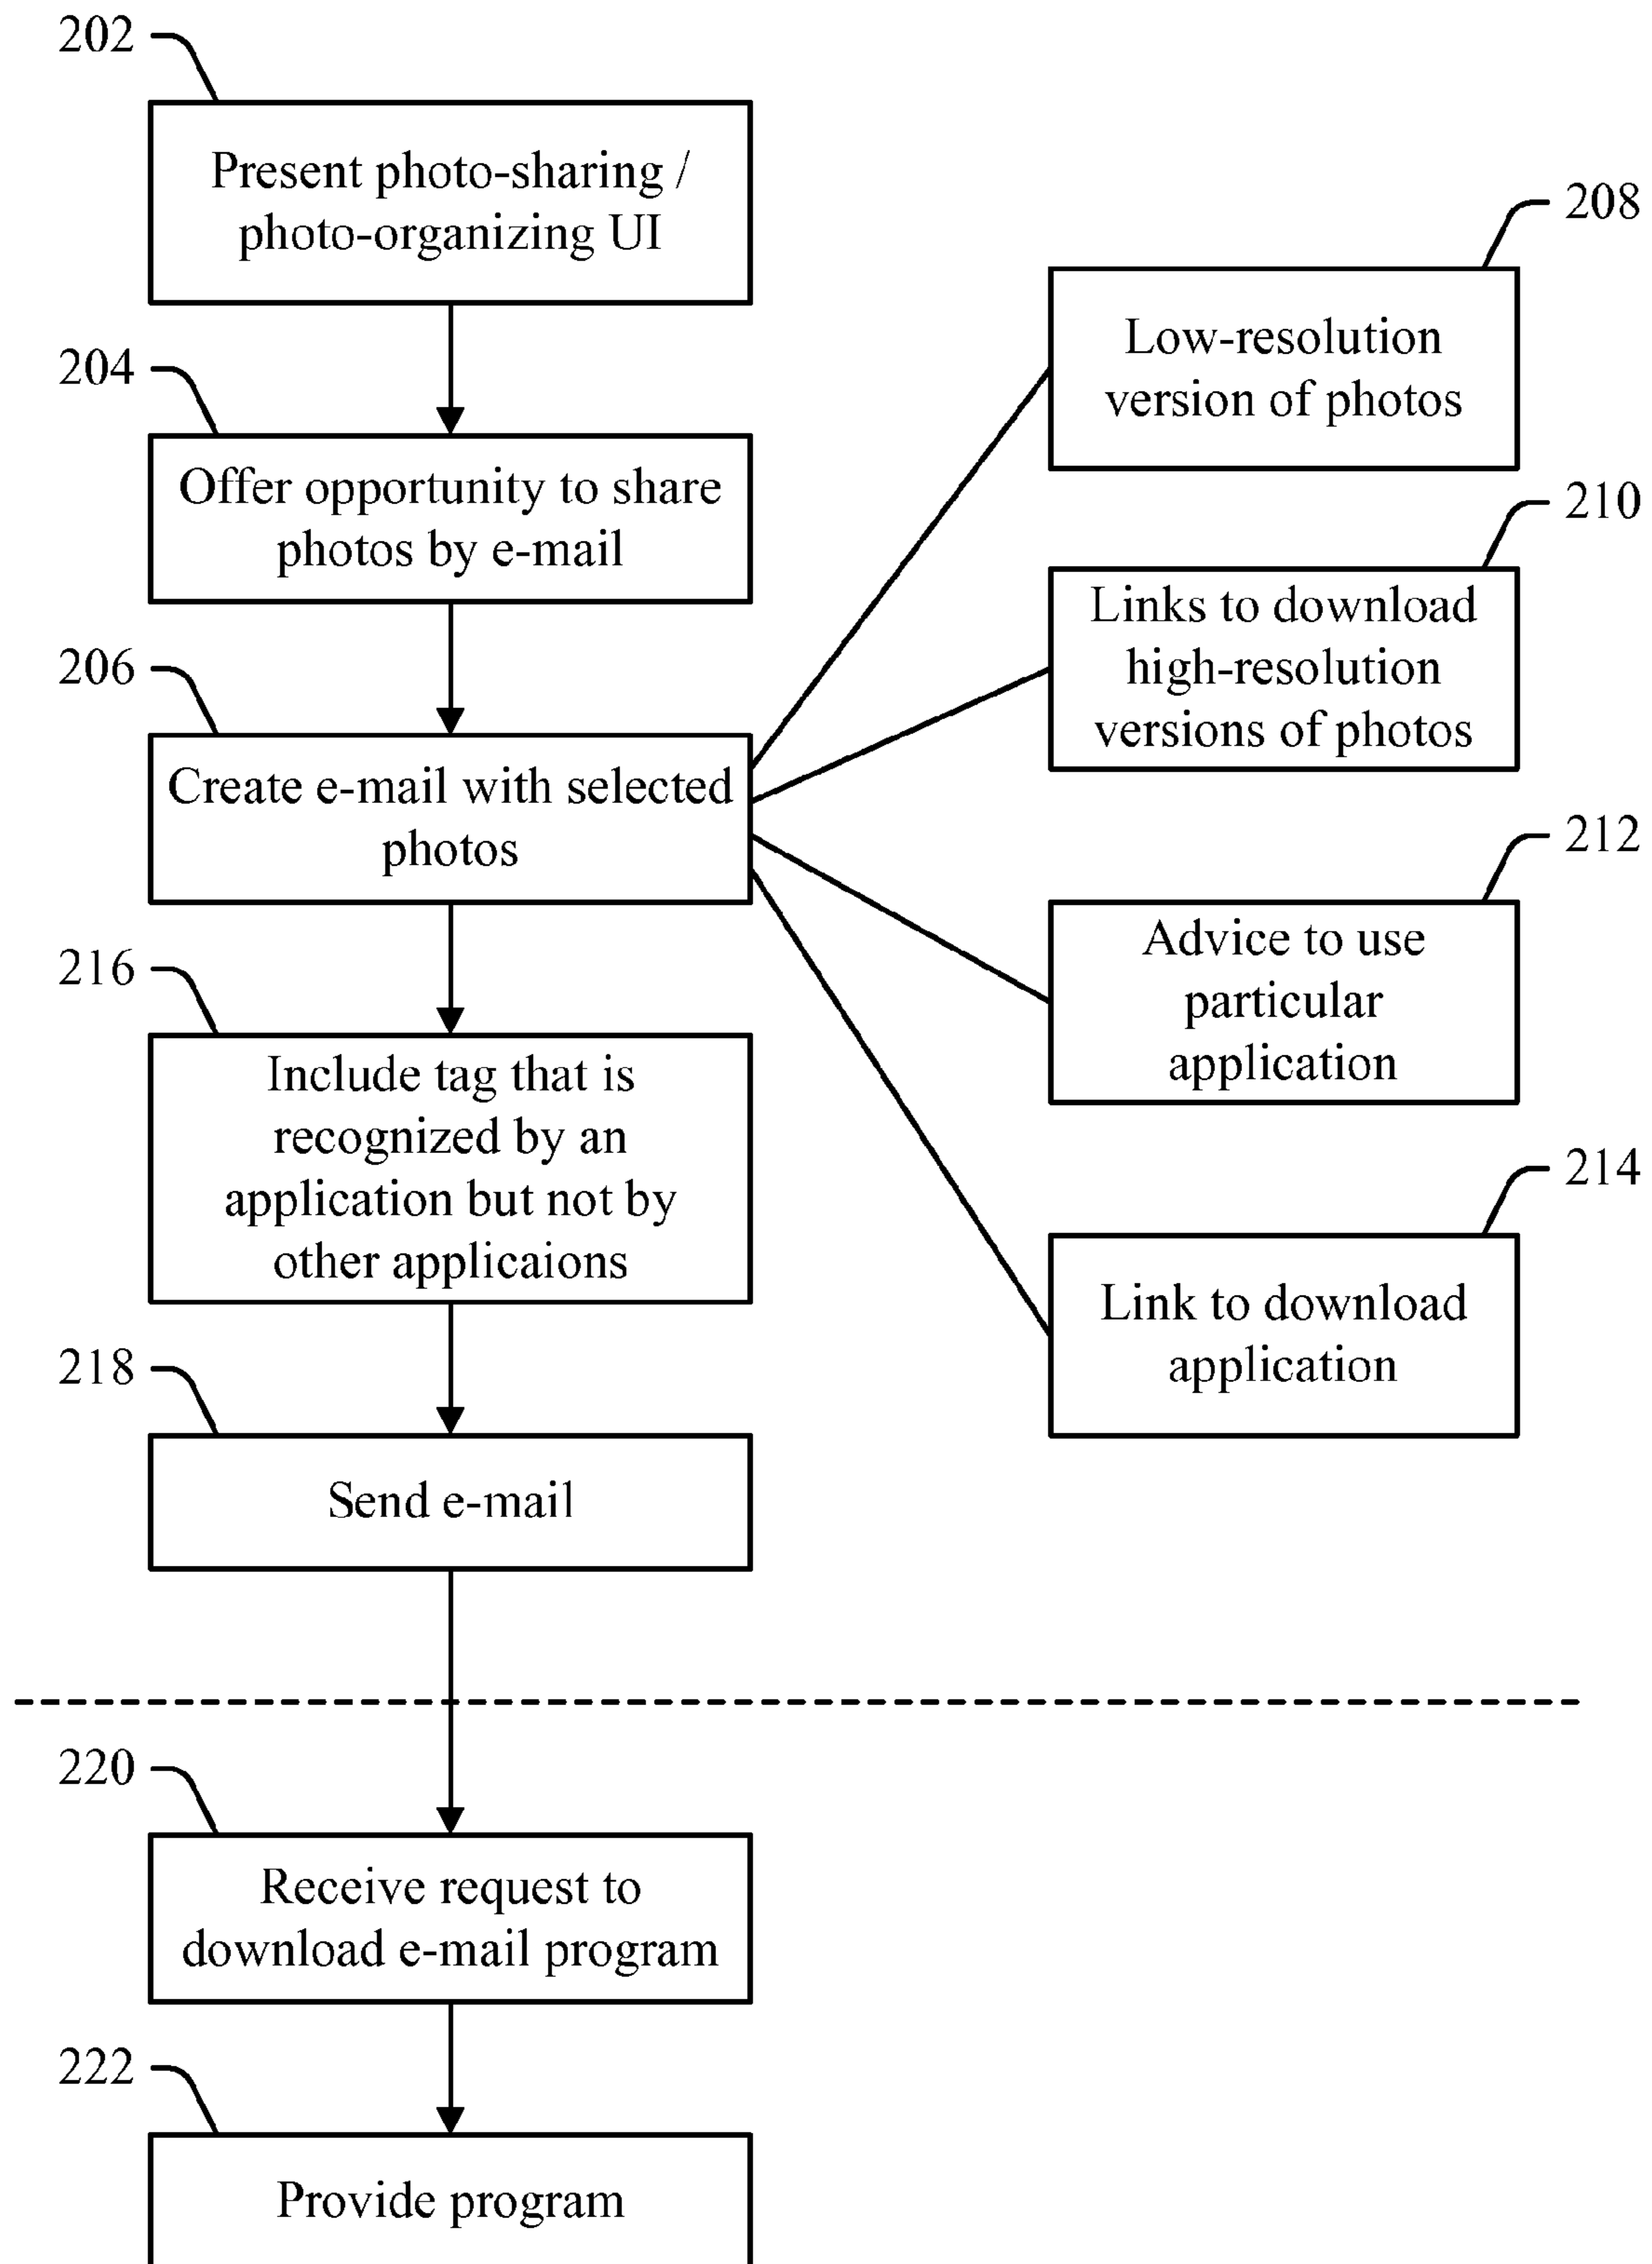 202
Present photo-sharing /
photo-organizing UI
204
Offer opportunity to share
photos by e-mail
206
Create e-mail with selected
photos
208
Low-resolution
version of photos
210
Links to download
high-resolution
versions of photos
212
Advice to use
particular
application
214
Link to download
application
216
Include tag that is
recognized by an
application but not by
other applicaions
218
Send e-mail
220
Receive request to
download e-mail program
222
Provide program